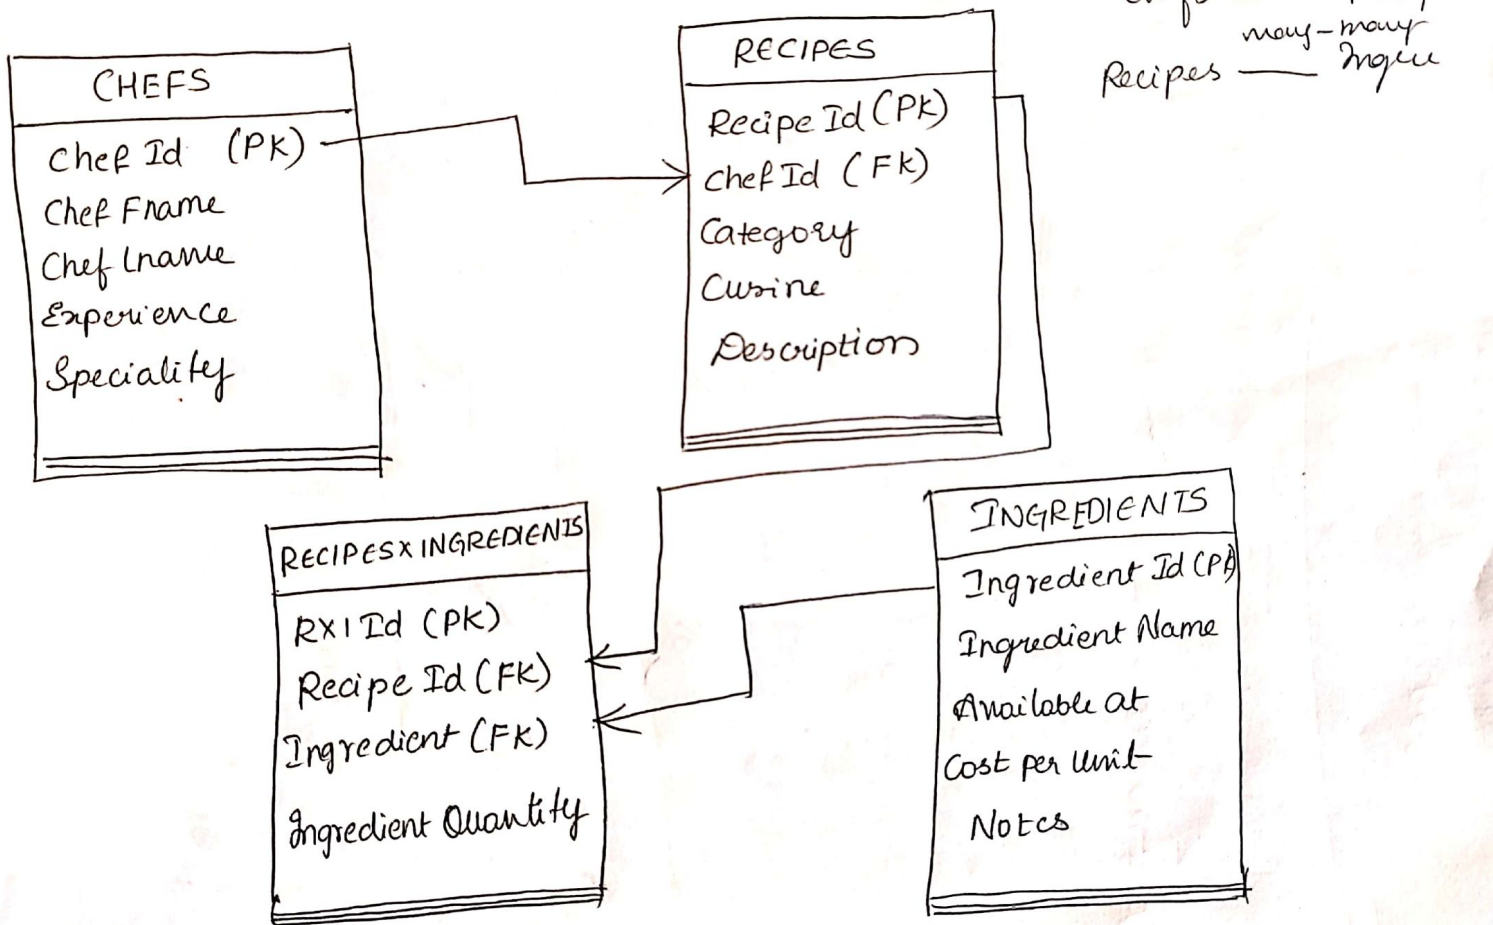 many-many
Recipes —— Ingre
CHEFS
Chef Id (PK)
Chef Fname
Chef Lname
Experience
Speciality
RECIPES
Recipe Id (PK)
Chef Id (FK)
Category
Cusine
Description
RECIPESXINGREDIENTS
RXI Id (PK)
Recipe Id (FK)
Ingredient (FK)
Ingredient Quantity
INGREDIENTS
Ingredient Id (PK)
Ingredient Name
Available at
Cost per Unit
Notes